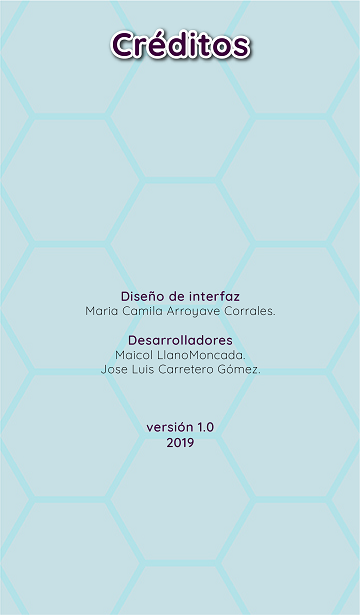 Créditos
Diseño de interfaz
Maria Camila Arroyave Corrales.
Desarrolladores
Maicol LlanoMoncada.
Jose Luis Carretero Gómez.
versión 1.0
2019